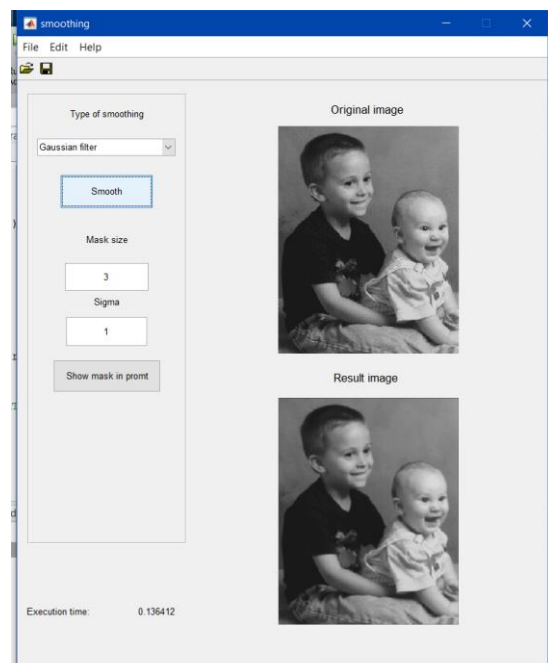 smoothing
File Edit Help
Type of smoothing
Gaussian filter
Smooth
Mask size
3
Sigma
1
Show mask in promt
Original image
Result image
Execution time: 0.136412